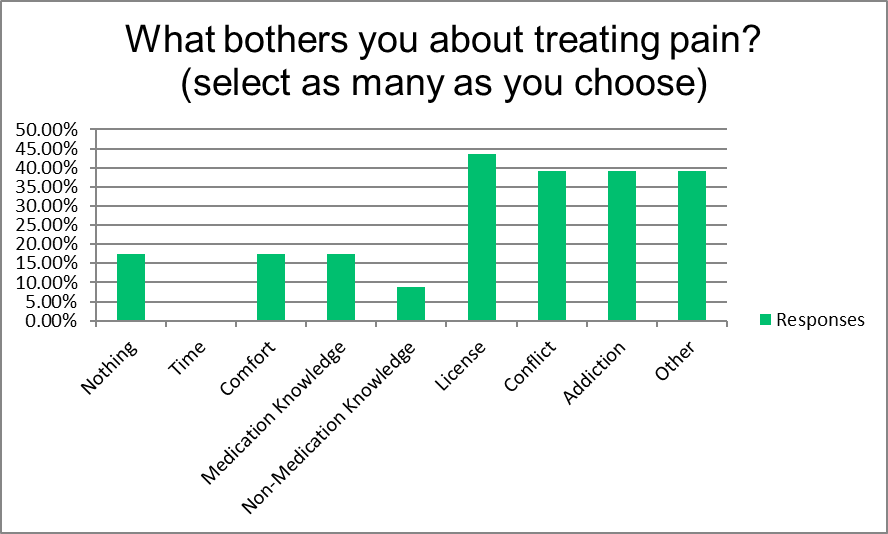 What bothers you about treating pain?
(select as many as you choose)
50.00%
45.00%
40.00%
35.00%
30.00%
25.00%
20.00%
15.00%
10.00%
5.00%
0.00%
Nothing
Time
Comfort
Medication Knowledge
Non-Medication Knowledge
License
Conflict
Addiction
Other
Responses